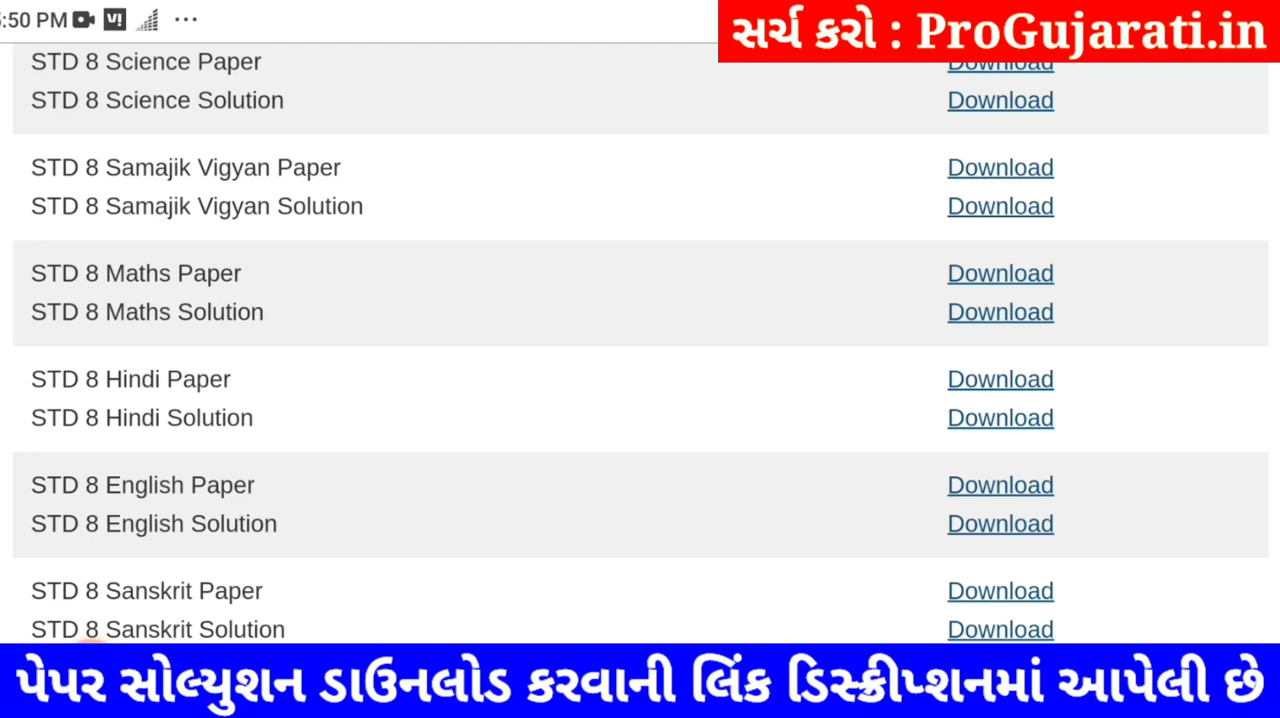 :50 PM
સર્ચ કરો : ProGujarati.in
STD 8 Science Paper Download
STD 8 Science Solution Download
STD 8 Samajik Vigyan Paper Download
STD 8 Samajik Vigyan Solution Download
STD 8 Maths Paper Download
STD 8 Maths Solution Download
STD 8 Hindi Paper Download
STD 8 Hindi Solution Download
STD 8 English Paper Download
STD 8 English Solution Download
STD 8 Sanskrit Paper Download
STD 8 Sanskrit Solution Download
પેપર સોલ્યુશન ડાઉનલોડ કરવાની લિંક ડિસ્ક્રીપ્શનમાં આપેલી છે